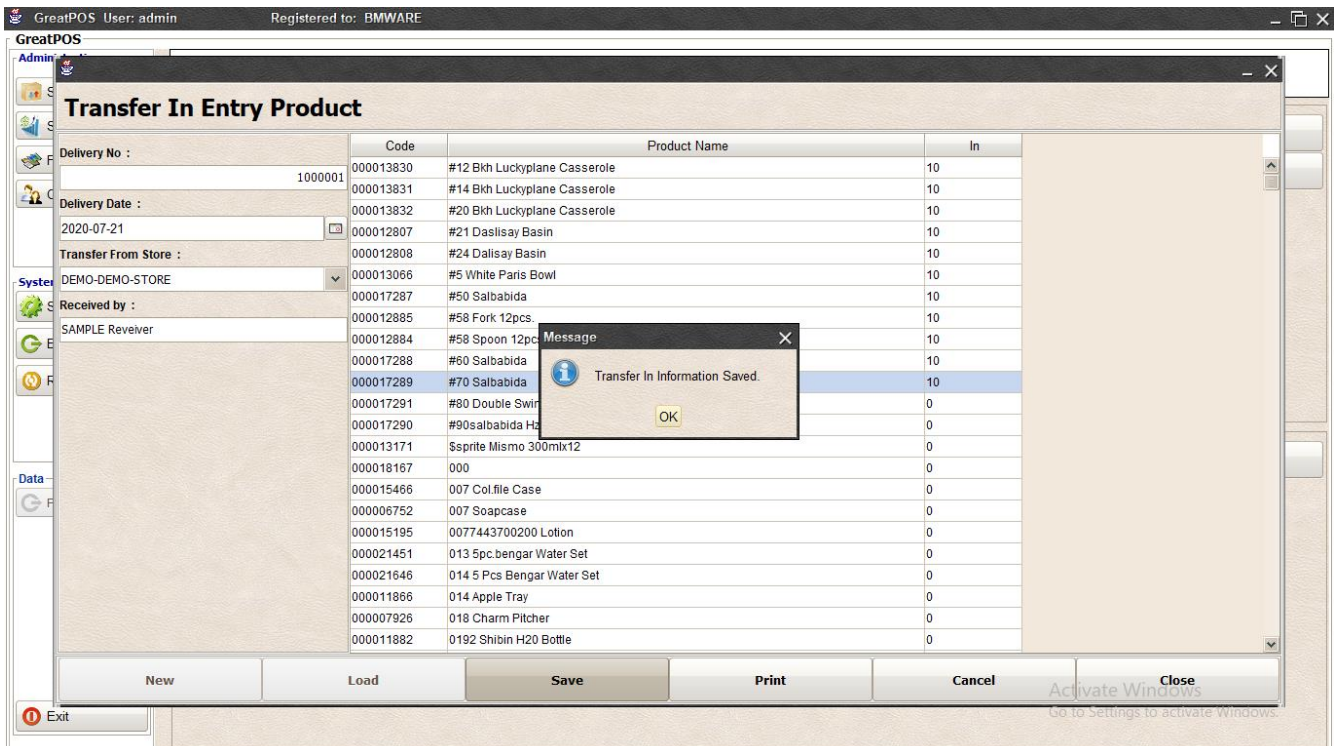 GreatPOS User: admin Registered to: BMWARE
GreatPOS
Transfer In Entry Product
Delivery No :
1000001
Delivery Date :
2020-07-21
Transfer From Store :
DEMO-DEMO-STORE
Received by :
SAMPLE Reveiver
Code Product Name In
000013830 #12 Bkh Luckyplane Casserole 10
000013831 #14 Bkh Luckyplane Casserole 10
000013832 #20 Bkh Luckyplane Casserole 10
000012807 #21 Daslisay Basin 10
000012808 #24 Dalisay Basin 10
000013066 #5 White Paris Bowl 10
000017287 #50 Salbabida 10
000012885 #58 Fork 12pcs. 10
000012884 #58 Spoon 12pc 10
000017288 #60 Salbabida 10
000017289 #70 Salbabida 10
000017291 #80 Double Swin 0
000017290 #90salbabida Hz 0
000013171 $sprite Mismo 300mlx12 0
000018167 000 0
000015466 007 Col.file Case 0
000006752 007 Soapcase 0
000015195 0077443700200 Lotion 0
000021451 013 5pc.bengar Water Set 0
000021646 014 5 Pcs Bengar Water Set 0
000011866 014 Apple Tray 0
000007926 018 Charm Pitcher 0
000011882 0192 Shibin H20 Bottle 0
Message
Transfer In Information Saved.
OK
New Load Save Print Cancel Close
Data
Exit
Activate Windows
Go to Settings to activate Windows.